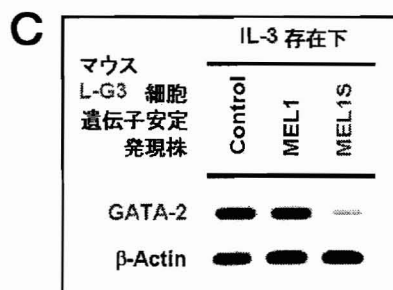 C
IL-3 存在下
マウス
L-G3 細胞
遺伝子安定
発現株
Control
MEL1
MEL1S
GATA-2
β-Actin